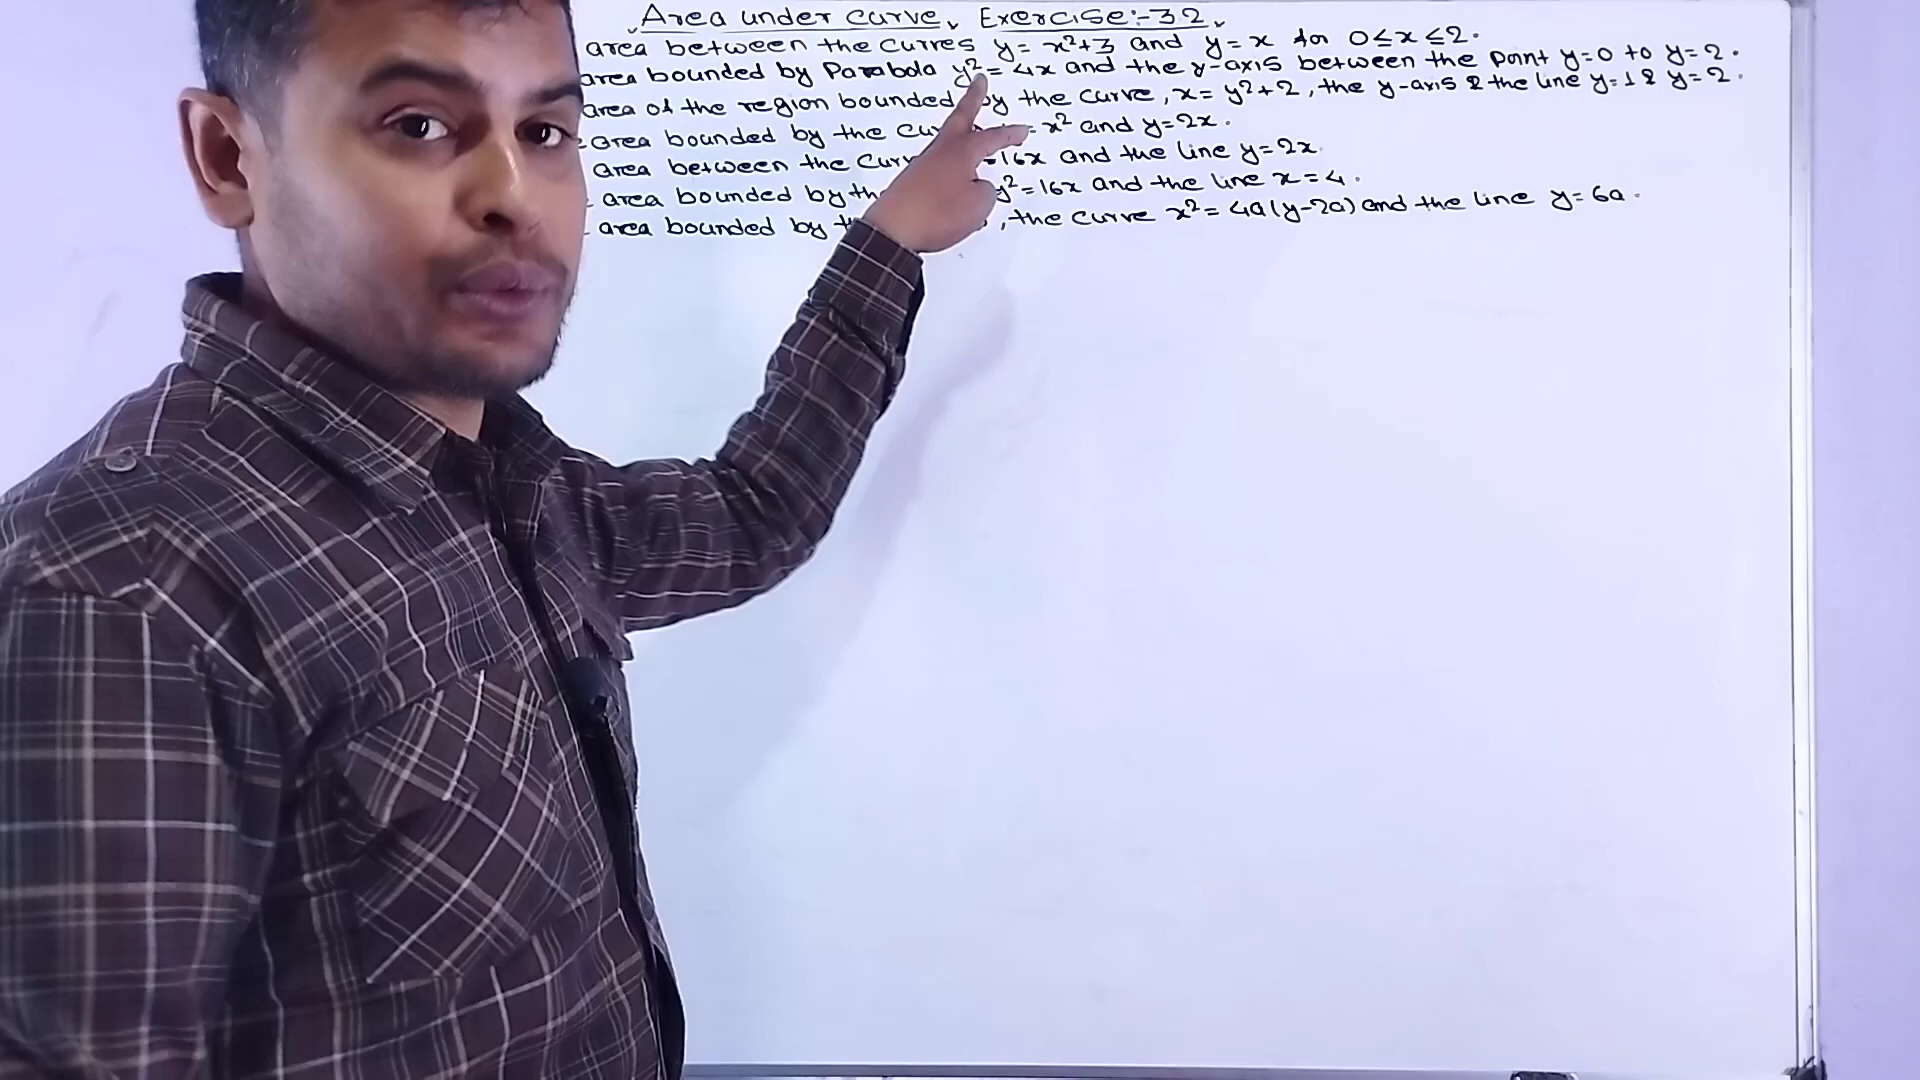 Area under curve, Exercise:-32,
area between the curves y = x²+3 and y = x for 0≤x≤2.
area bounded by Parabola y² = 4x and the y-axis between the point y=0 to y=2.
area of the region bounded by the curve, x = y²+2, the y-axis & the line y=1 & y=2.
area bounded by the = x² and y=2x.
area between the =16x and the line y=2x
area bounded by the y²=16x and the line x=4.
area bounded by , the curve x² = 4a(y-2a) and the line y=6a.